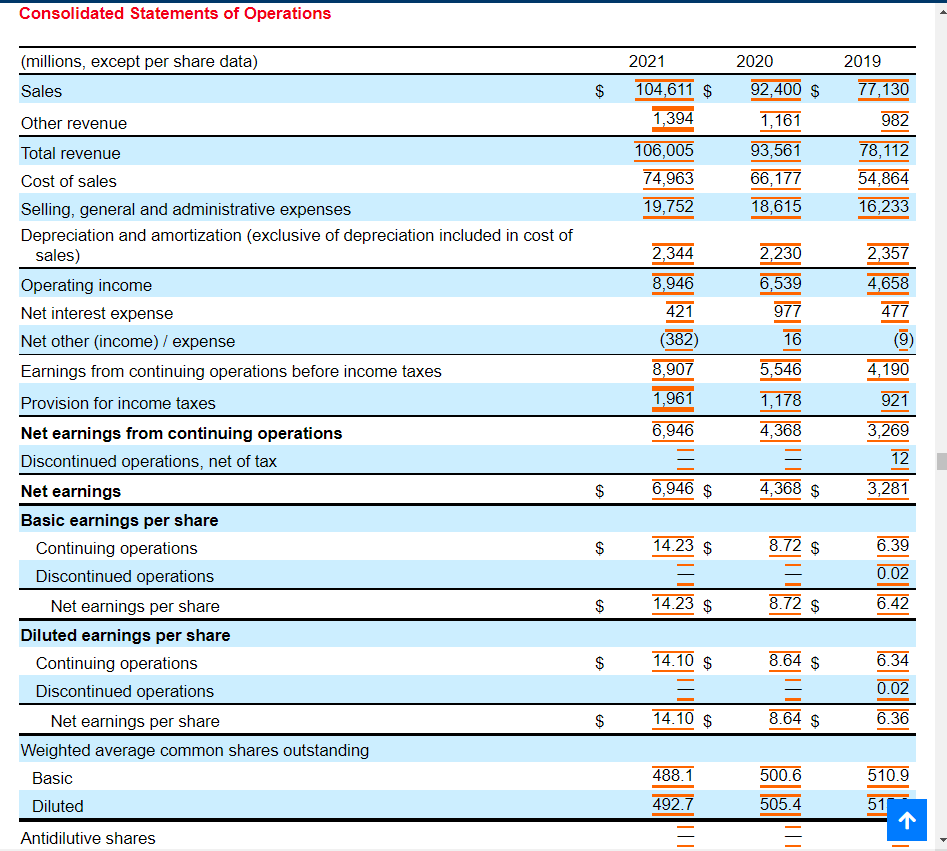 Consolidated Statements of Operations
(millions, except per share data) 2021 2020 2019
Sales $ 104,611 $ 92,400 $ 77,130
Other revenue 1,394 1,161 982
Total revenue 106,005 93,561 78,112
Cost of sales 74,963 66,177 54,864
Selling, general and administrative expenses 19,752 18,615 16,233
Depreciation and amortization (exclusive of depreciation included in cost of
sales) 2,344 2,230 2,357
Operating income 8,946 6,539 4,658
Net interest expense 421 977 477
Net other (income) / expense (382) 16 (9)
Earnings from continuing operations before income taxes 8,907 5,546 4,190
Provision for income taxes 1,961 1,178 921
Net earnings from continuing operations 6,946 4,368 3,269
Discontinued operations, net of tax — — 12
Net earnings $ 6,946 $ 4,368 $ 3,281
Basic earnings per share
Continuing operations $ 14.23 $ 8.72 $ 6.39
Discontinued operations — — 0.02
Net earnings per share $ 14.23 $ 8.72 $ 6.42
Diluted earnings per share
Continuing operations $ 14.10 $ 8.64 $ 6.34
Discontinued operations — — 0.02
Net earnings per share $ 14.10 $ 8.64 $ 6.36
Weighted average common shares outstanding
Basic 488.1 500.6 510.9
Diluted 492.7 505.4
Antidilutive shares — —